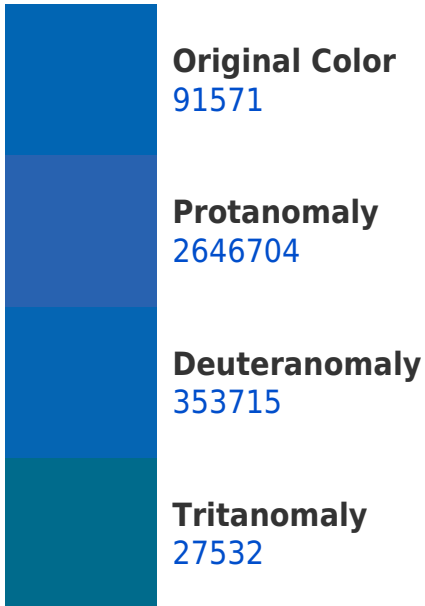 Original Color
91571
Protanomaly
2646704
Deuteranomaly
353715
Tritanomaly
27532